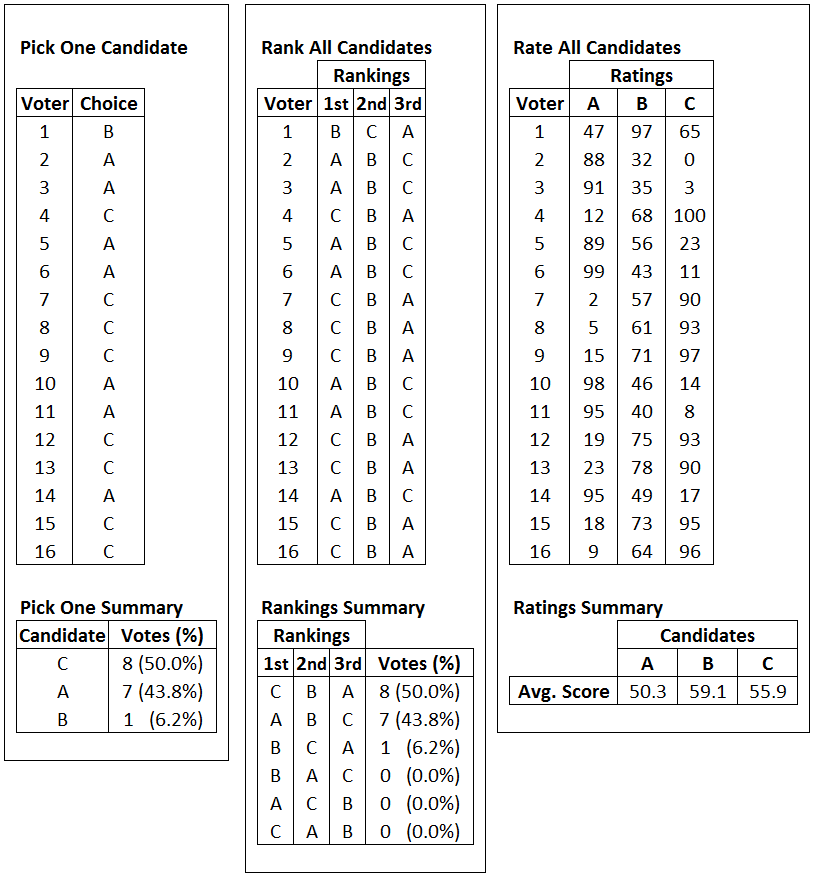 Pick One Candidate
Voter Choice
1 B
2 A
3 A
4 C
5 A
6 A
7 C
8 C
9 C
10 A
11 A
12 C
13 C
14 A
15 C
16 C
Pick One Summary
Candidate Votes (%)
C 8 (50.0%)
A 7 (43.8%)
B 1 (6.2%)
Rank All Candidates
Rankings
Voter 1st 2nd 3rd
1 B C A
2 A B C
3 A B C
4 C B A
5 A B C
6 A B C
7 C B A
8 C B A
9 C B A
10 A B C
11 A B C
12 C B A
13 C B A
14 A B C
15 C B A
16 C B A
Rankings Summary
Rankings
1st 2nd 3rd Votes (%)
C B A 8 (50.0%)
A B C 7 (43.8%)
B C A 1 (6.2%)
B A C 0 (0.0%)
A C B 0 (0.0%)
C A B 0 (0.0%)
Rate All Candidates
Ratings
Voter A B C
1 47 97 65
2 88 32 0
3 91 35 3
4 12 68 100
5 89 56 23
6 99 43 11
7 2 57 90
8 5 61 93
9 15 71 97
10 98 46 14
11 95 40 8
12 19 75 93
13 23 78 90
14 95 49 17
15 18 73 95
16 9 64 96
Ratings Summary
Candidates
A B C
Avg. Score 50.3 59.1 55.9